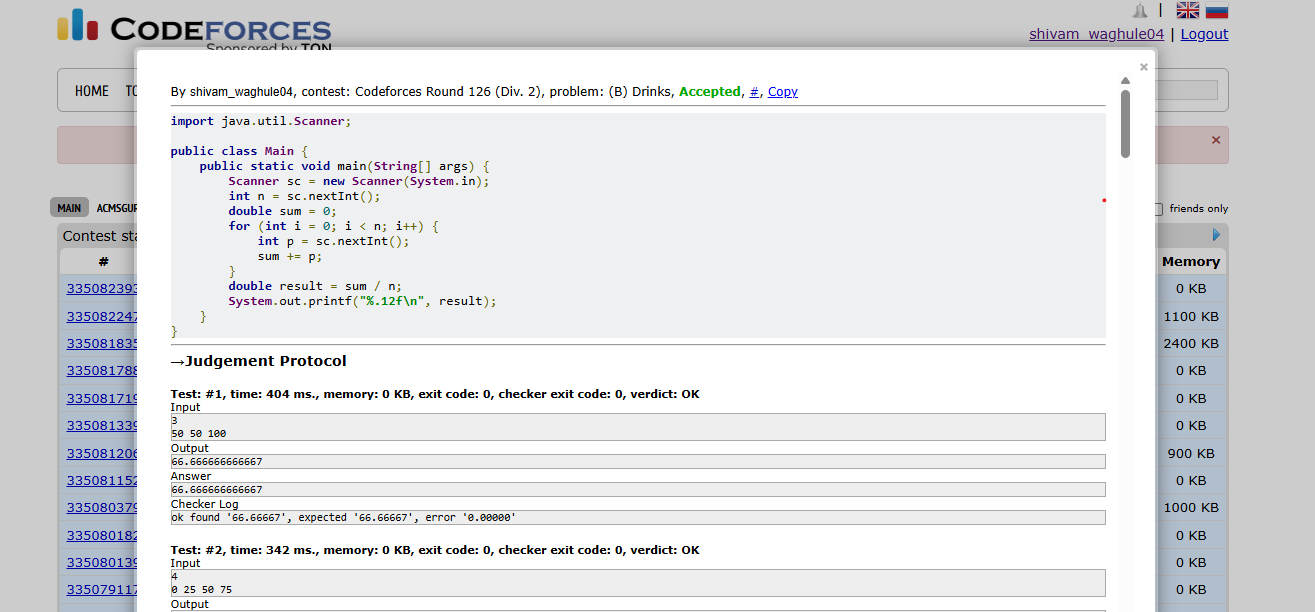 CODEFORCES
Sponsored by TON
|
shivam_waghule04 | Logout
HOME
×
By shivam_waghule04, contest: Codeforces Round 126 (Div. 2), problem: (B) Drinks, Accepted, #, Copy
import java.util.Scanner;
public class Main {
public static void main(String[] args) {
Scanner sc = new Scanner(System.in);
int n = sc.nextInt();
double sum = 0;
for (int i = 0; i < n; i++) {
int p = sc.nextInt();
sum += p;
}
double result = sum / n;
System.out.printf("%.12f\n", result);
}
}
→Judgement Protocol
Test: #1, time: 404 ms., memory: 0 KB, exit code: 0, checker exit code: 0, verdict: OK
Input
3
50 50 100
Output
66.666666666667
Answer
66.666666666667
Checker Log
ok found '66.66667', expected '66.66667', error '0.00000'
Test: #2, time: 342 ms., memory: 0 KB, exit code: 0, checker exit code: 0, verdict: OK
Input
4
0 25 50 75
Output
×
MAIN ACMSGUR
friends only
Contest sta
# Memory
335082393 0 KB
335082247 1100 KB
335081835 2400 KB
335081788 0 KB
335081719 0 KB
335081339 0 KB
335081206 900 KB
335081152 0 KB
335080379 1000 KB
335080182 0 KB
335080139 0 KB
335079117 0 KB